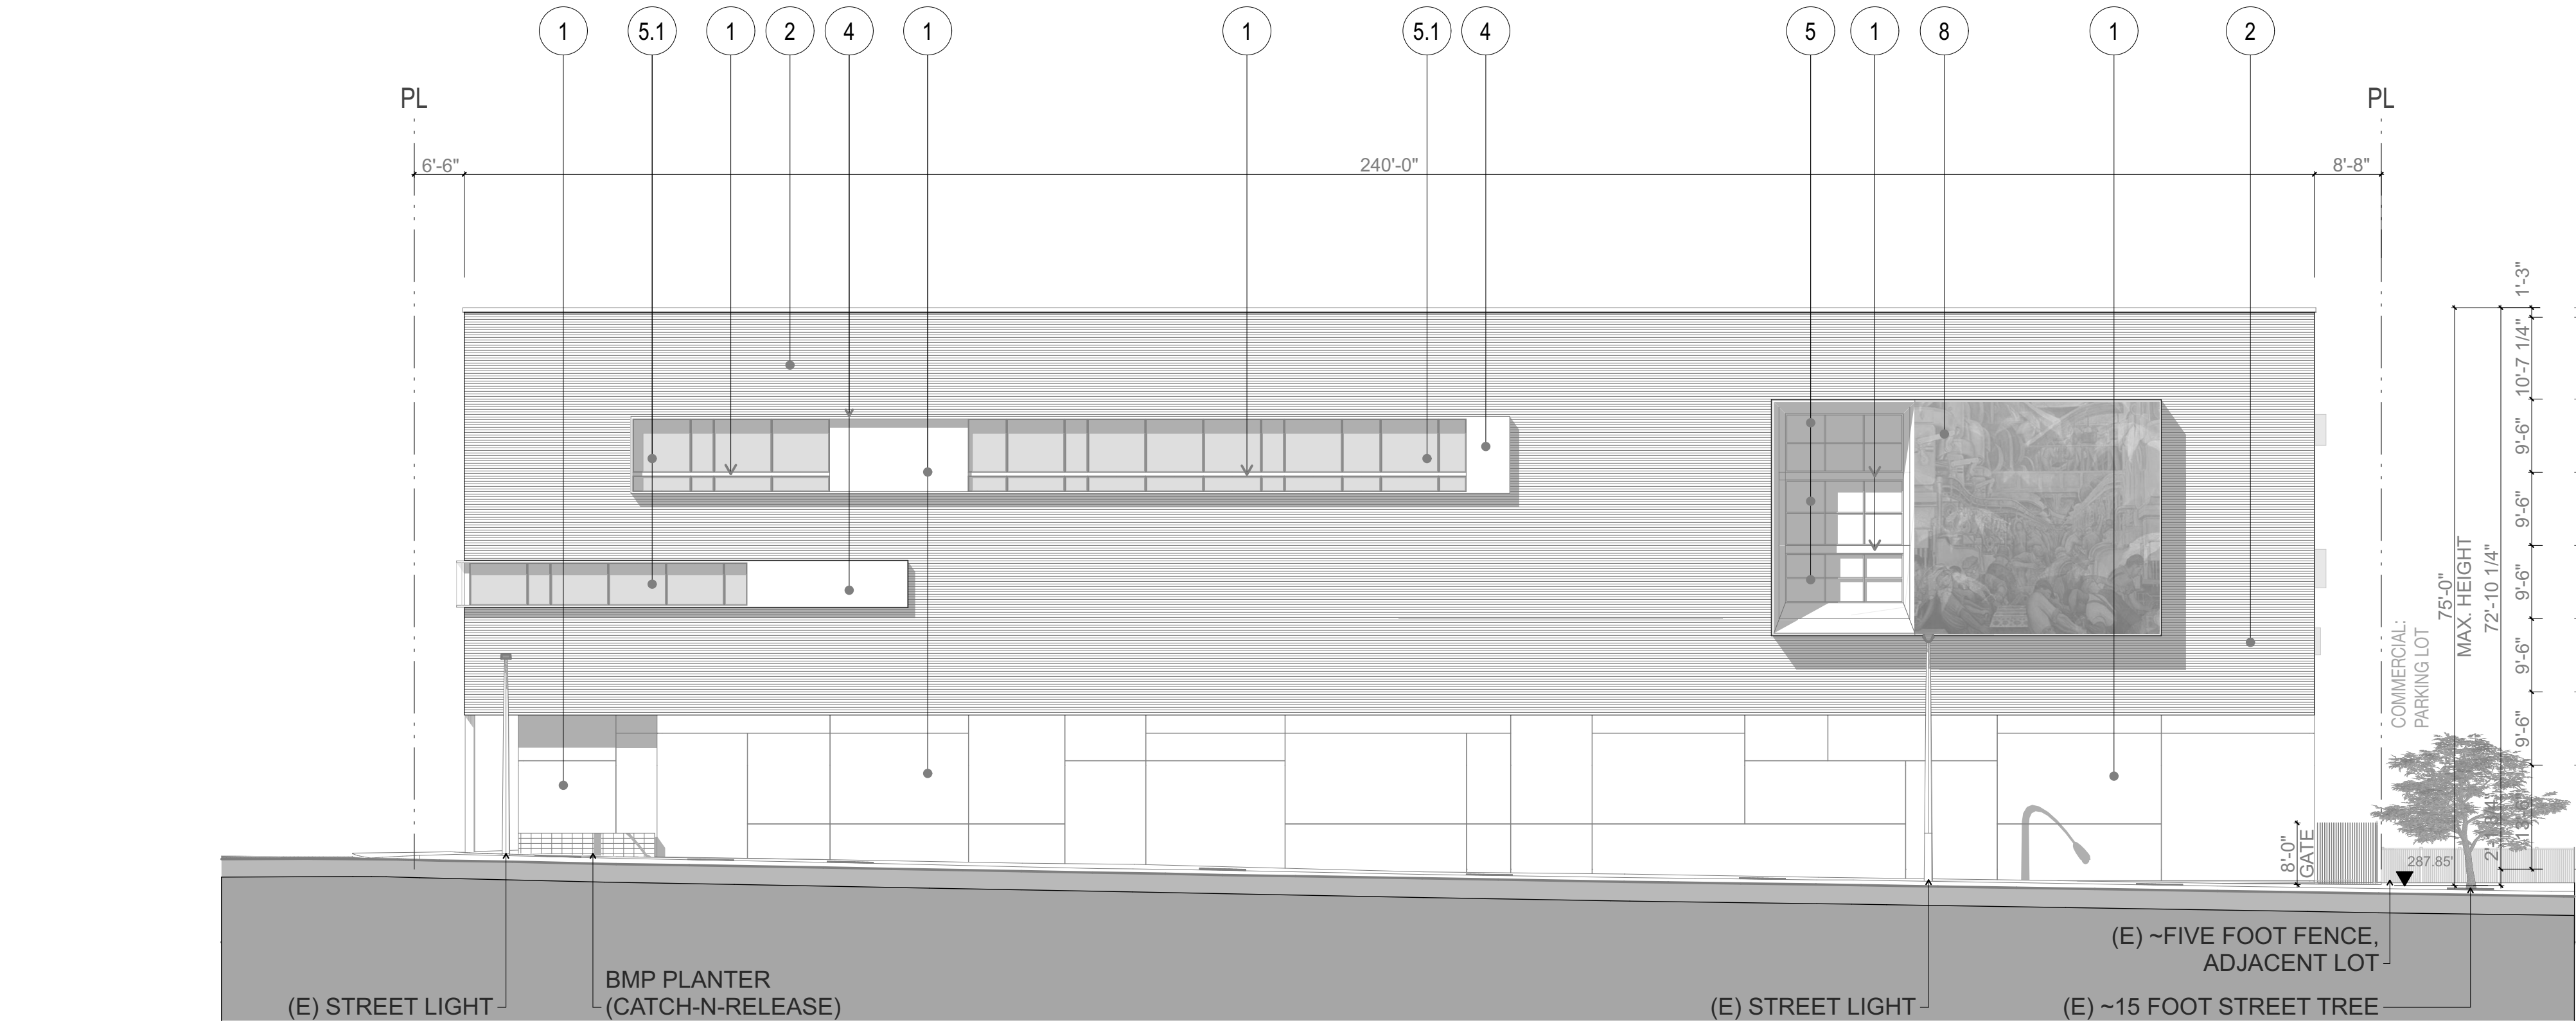 1 5.1 1 2 4 1 1 5.1 4 5 1 8 1 2
PL PL
6'-6" 240'-0" 8'-8"
1'-3"
10'-7 1/4"
9'-6"
9'-6"
9'-6"
9'-6"
9'-6"
75'-0"
MAX. HEIGHT
72'-10 1/4"
COMMERCIAL:
PARKING LOT
8'-0"
GATE
287.85'
(E) ~FIVE FOOT FENCE,
ADJACENT LOT
BMP PLANTER
(CATCH-N-RELEASE)
(E) STREET LIGHT
(E) STREET LIGHT
(E) ~15 FOOT STREET TREE